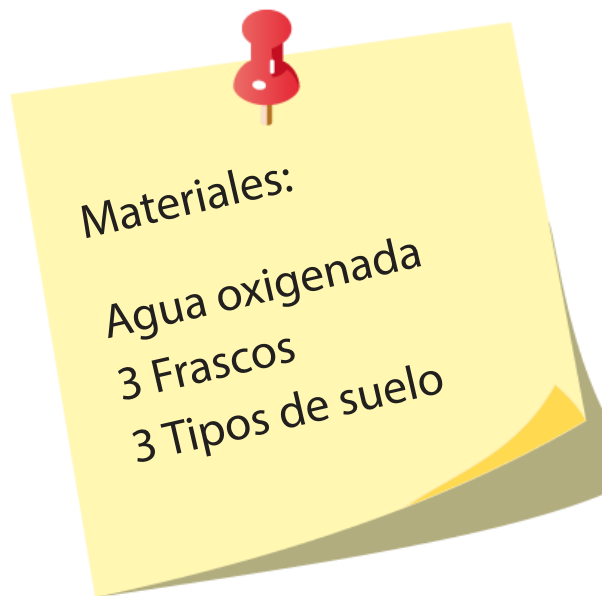 Materiales:
Agua oxigenada
3 Frascos
3 Tipos de suelo